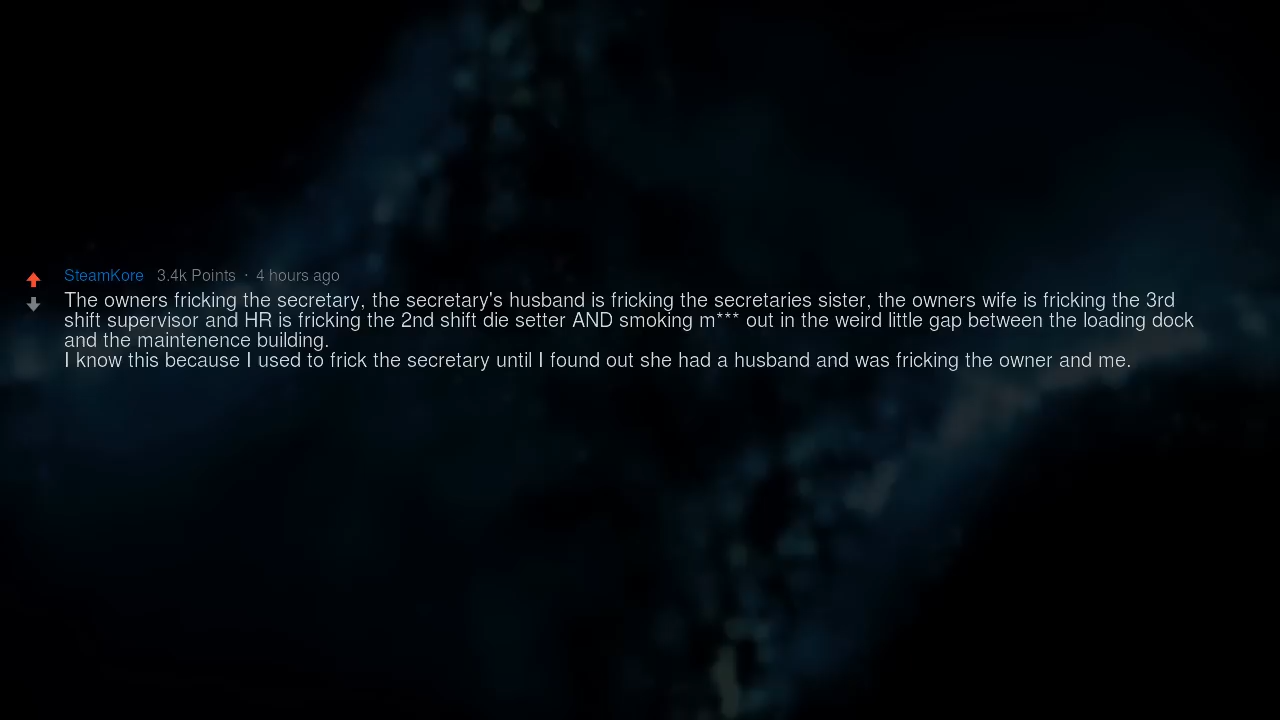 SteamKore 3.4k Points · 4 hours ago
The owners fricking the secretary, the secretary's husband is fricking the secretaries sister, the owners wife is fricking the 3rd
shift supervisor and HR is fricking the 2nd shift die setter AND smoking m*** out in the weird little gap between the loading dock
and the maintenence building.
I know this because I used to frick the secretary until I found out she had a husband and was fricking the owner and me.